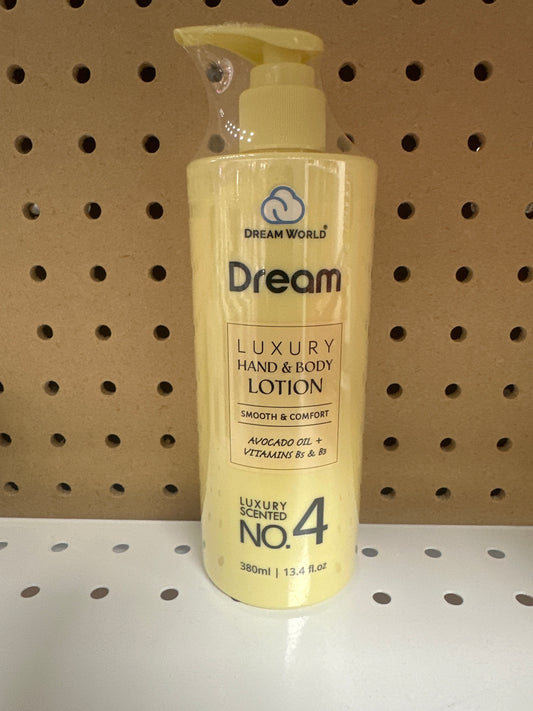 DREAM WORLD®
Dream
LUXURY
HAND & BODY
LOTION
SMOOTH & COMFORT
AVOCADO OIL +
VITAMINS B5 & B3
LUXURY
SCENTED
NO.4
380ml | 13.4 fl.oz